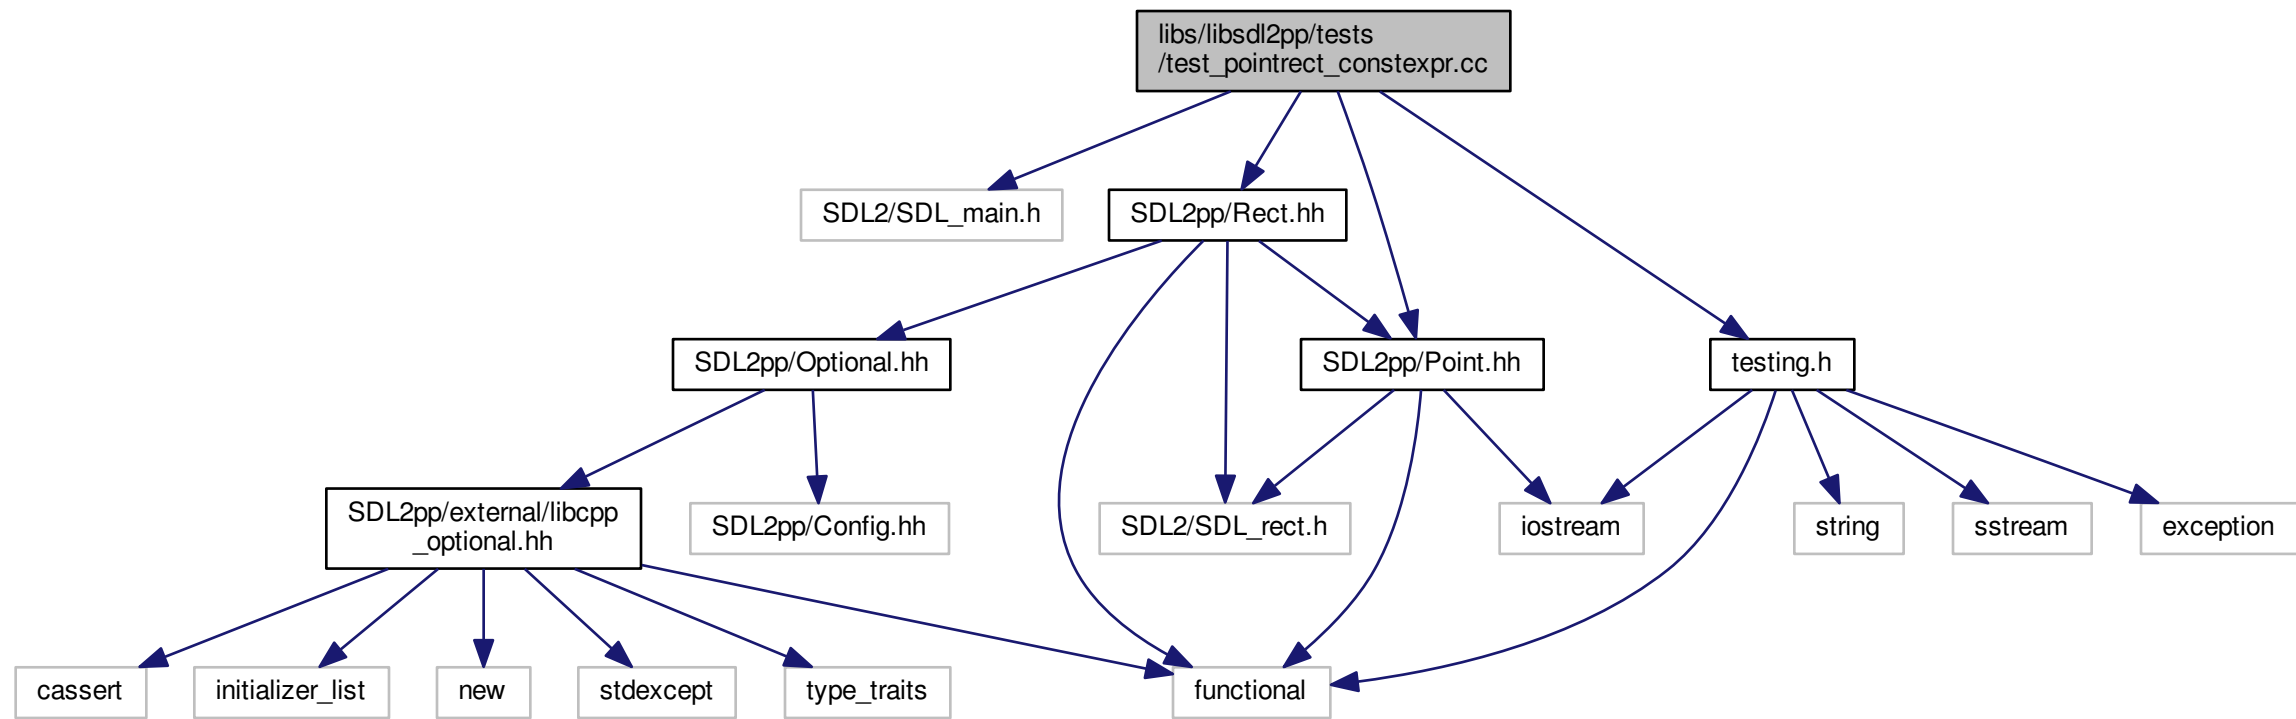 libs/libsdl2pp/tests
/test_pointrect_constexpr.cc
SDL2/SDL_main.h
SDL2pp/Rect.hh
SDL2pp/Optional.hh
SDL2pp/Point.hh
testing.h
SDL2pp/external/libcpp
_optional.hh
SDL2pp/Config.hh
SDL2/SDL_rect.h
iostream
string
sstream
exception
cassert
initializer_list
new
stdexcept
type_traits
functional